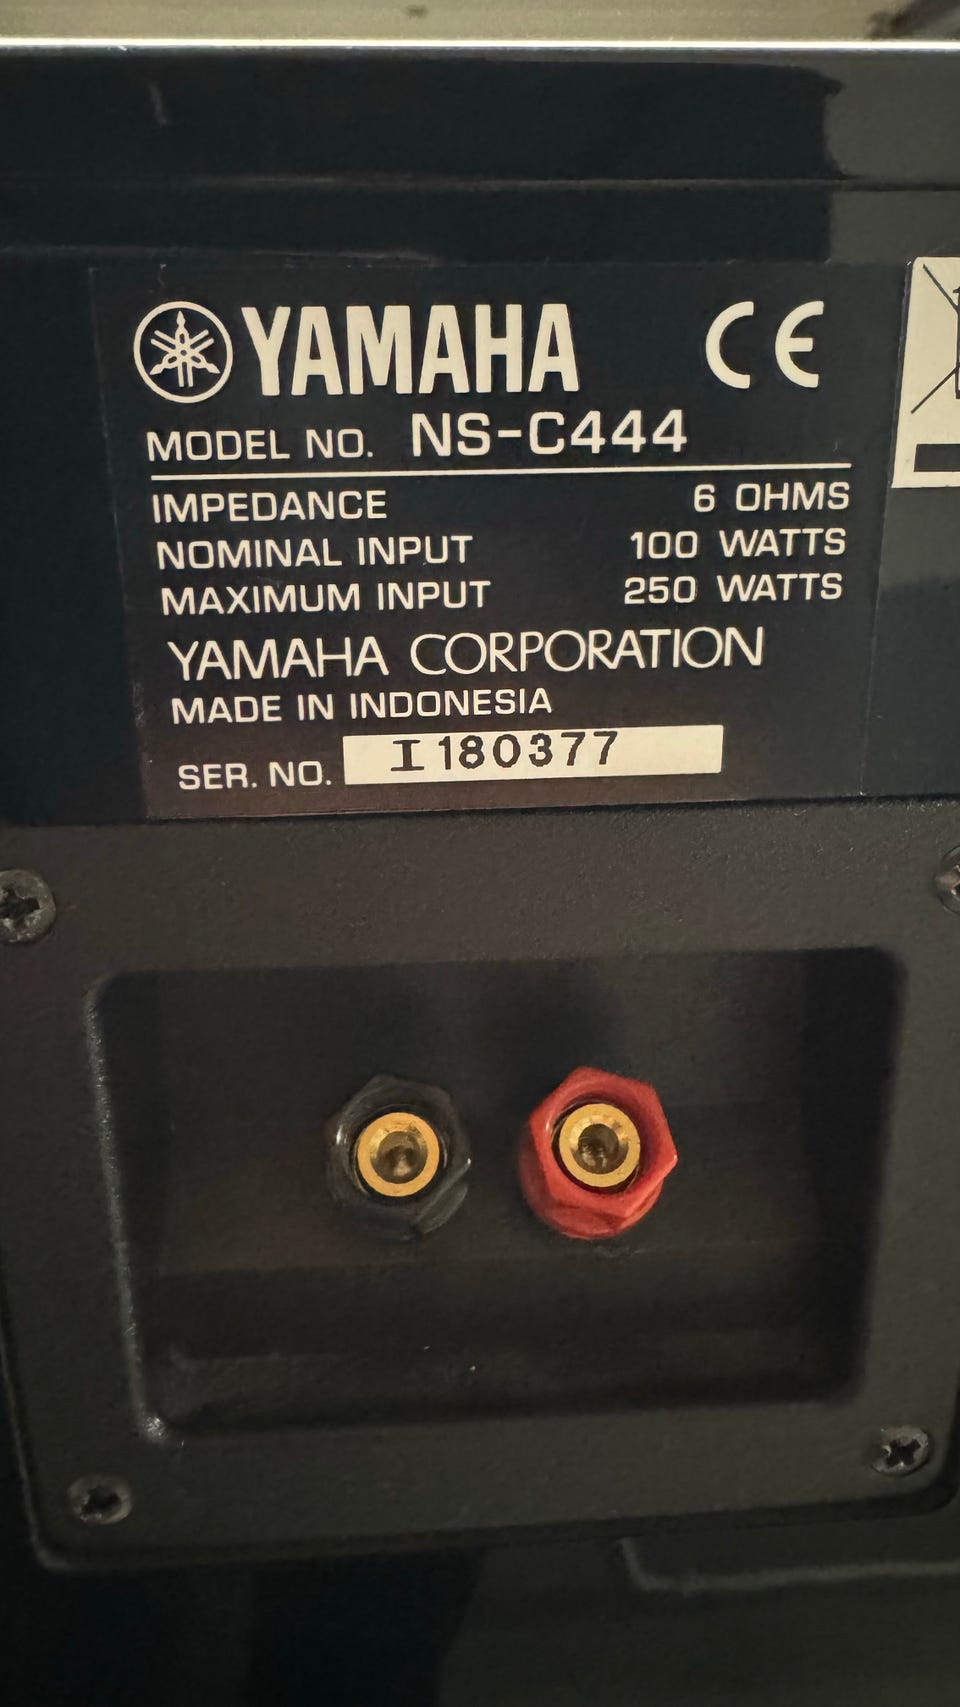 YAMAHA CE
MODEL NO. NS-C444
IMPEDANCE 6 OHMS
NOMINAL INPUT 100 WATTS
MAXIMUM INPUT 250 WATTS
YAMAHA CORPORATION
MADE IN INDONESIA
SER. NO. I180377